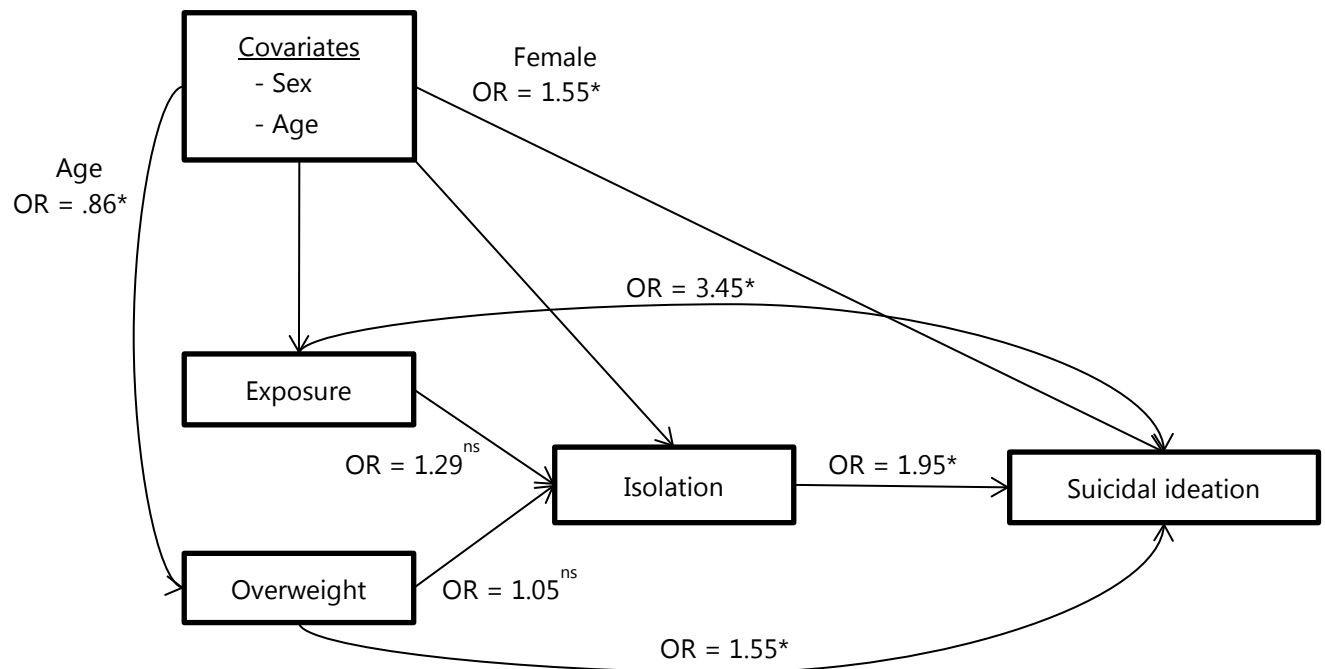 Covariates
- Sex
- Age
Female
OR = 1.55*
Age
OR = .86*
OR = 3.45*
Exposure
OR = 1.29ns
Isolation
OR = 1.95*
Suicidal ideation
Overweight
OR = 1.05ns
OR = 1.55*